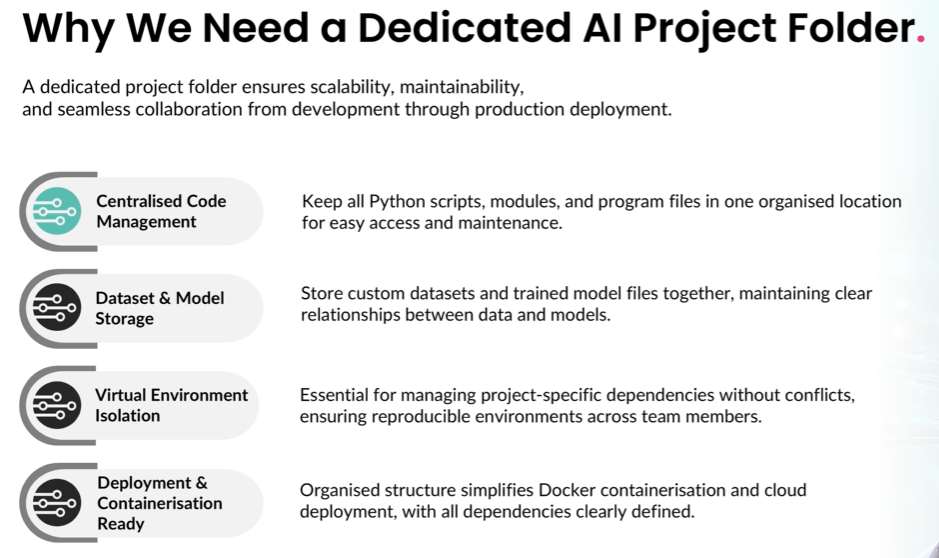 Why We Need a Dedicated AI Project Folder.
A dedicated project folder ensures scalability, maintainability,
and seamless collaboration from development through production deployment.
Centralised Code
Management
Keep all Python scripts, modules, and program files in one organised location
for easy access and maintenance.
Dataset & Model
Storage
Store custom datasets and trained model files together, maintaining clear
relationships between data and models.
Virtual Environment
Isolation
Essential for managing project-specific dependencies without conflicts,
ensuring reproducible environments across team members.
Deployment &
Containerisation
Ready
Organised structure simplifies Docker containerisation and cloud
deployment, with all dependencies clearly defined.